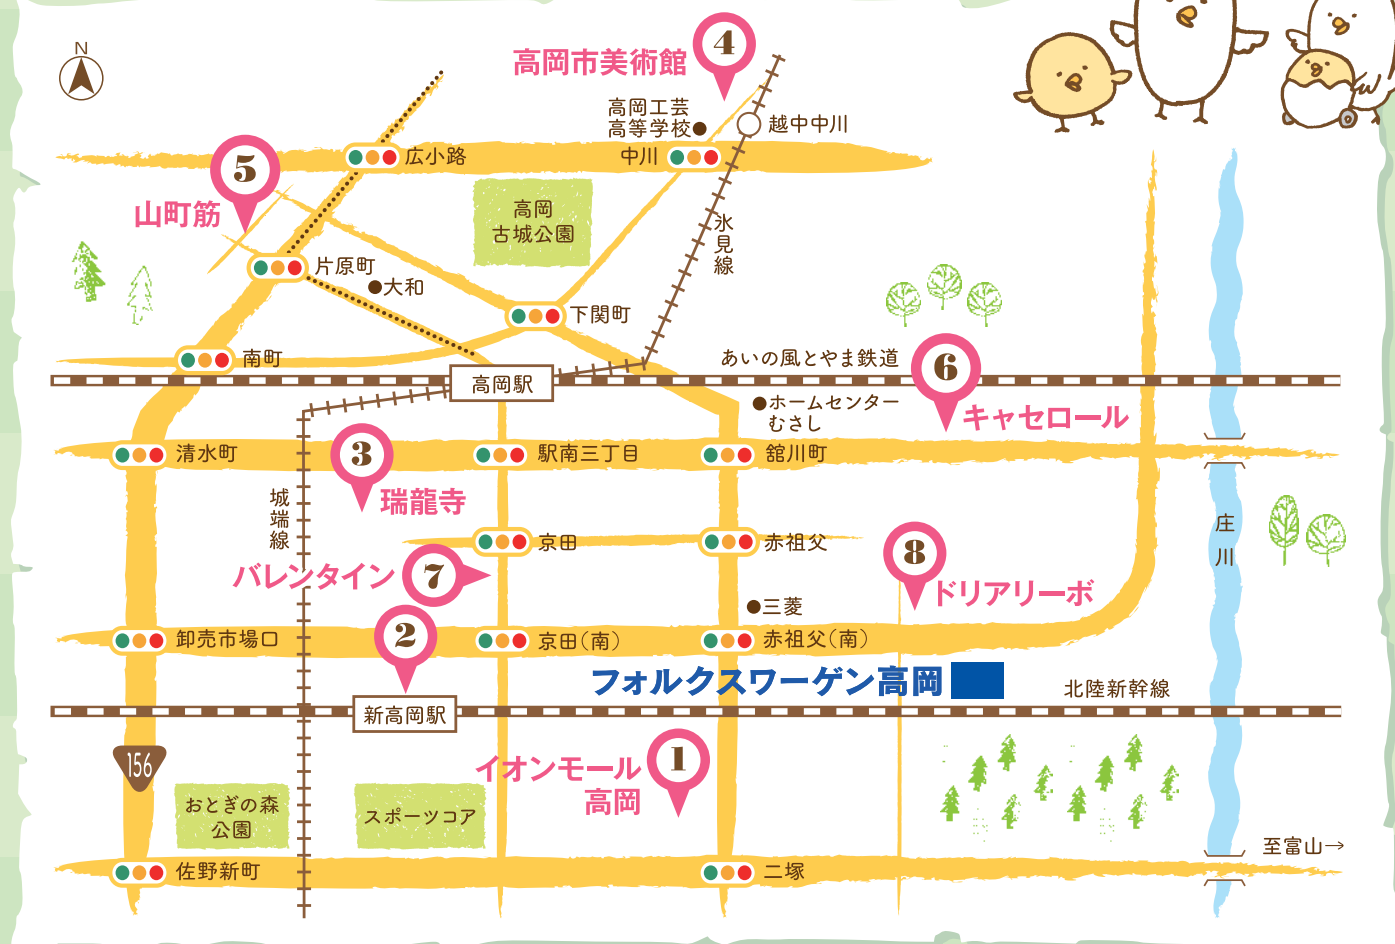 N
4
高岡市美術館
高岡工芸
高等学校
越中中川
5
広小路
中川
山町筋
高岡
古城公園
氷見線
片原町
大和
下関町
南町
あいの風とやま鉄道
6
高岡駅
ホームセンター
むさし
キャセロール
清水町
3
駅南三丁目
舘川町
瑞龍寺
城端線
庄川
京田
赤祖父
8
バレンタイン
7
ドリアリーボ
三菱
2
卸売市場口
京田(南)
赤祖父(南)
フォルクスワーゲン高岡
北陸新幹線
新高岡駅
156
イオンモール
高岡
1
おとぎの森
公園
スポーツコア
至富山→
佐野新町
二塚